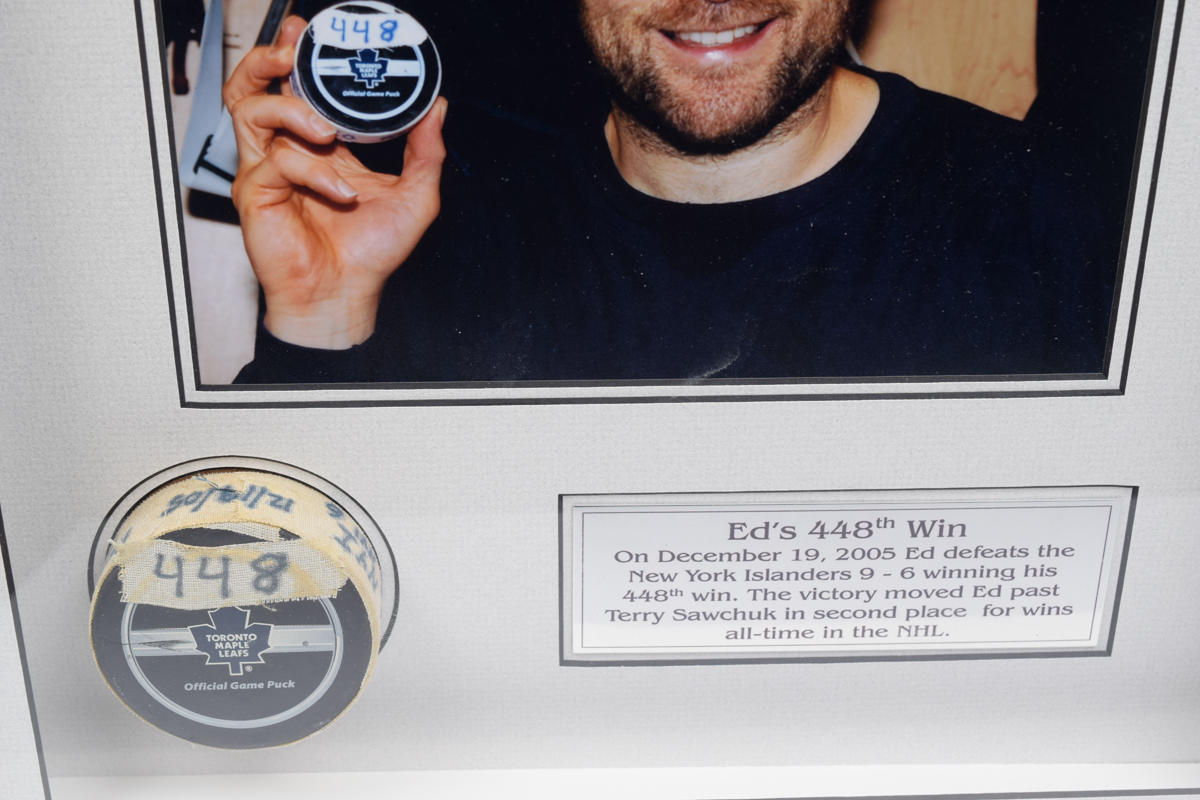 448
TORONTO
MAPLE
LEAFS
Official Game Puck
12/19/05
448
TORONTO
MAPLE
LEAFS
®
Official Game Puck
Ed's 448th Win
On December 19, 2005 Ed defeats the
New York Islanders 9 - 6 winning his
448th win. The victory moved Ed past
Terry Sawchuk in second place for wins
all-time in the NHL.